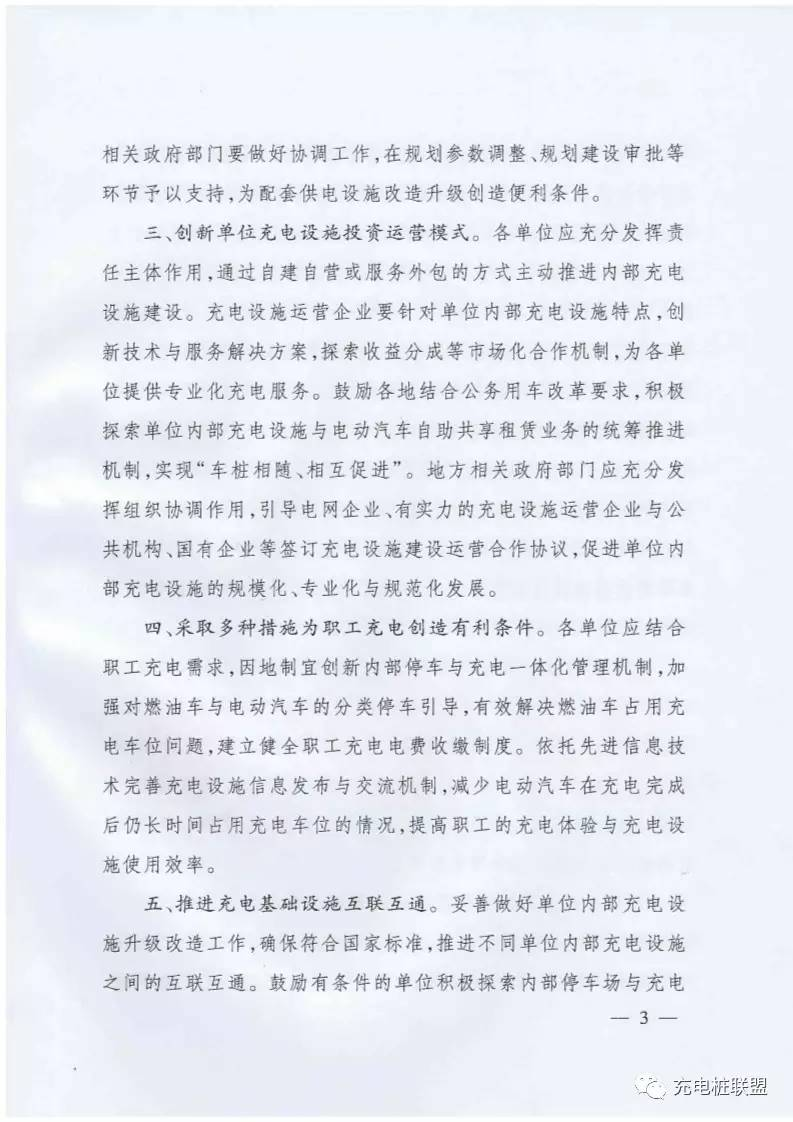 相关政府部门要做好协调工作,在规划参数调整、规划建设审批等
环节予以支持,为配套供电设施改造升级创造便利条件。
三、创新单位充电设施投资运营模式。各单位应充分发挥责
任主体作用,通过自建自营或服务外包的方式主动推进内部充电
设施建设。充电设施运营企业要针对单位内部充电设施特点,创
新技术与服务解决方案,探索收益分成等市场化合作机制,为各单
位提供专业化充电服务。鼓励各地结合公务用车改革要求,积极
探索单位内部充电设施与电动汽车自助共享租赁业务的统筹推进
机制,实现“车桩相随、相互促进”。地方相关政府部门应充分发
挥组织协调作用,引导电网企业、有实力的充电设施运营企业与公
共机构、国有企业等签订充电设施建设运营合作协议,促进单位内
部充电设施的规模化、专业化与规范化发展。
四、采取多种措施为职工充电创造有利条件。各单位应结合
职工充电需求,因地制宜创新内部停车与充电一体化管理机制,加
强对燃油车与电动汽车的分类停车引导,有效解决燃油车占用充
电车位问题,建立健全职工充电电费收缴制度。依托先进信息技
术完善充电设施信息发布与交流机制,减少电动汽车在充电完成
后仍长时间占用充电车位的情况,提高职工的充电体验与充电设
施使用效率。
五、推进充电基础设施互联互通。妥善做好单位内部充电设
施升级改造工作,确保符合国家标准,推进不同单位内部充电设施
之间的互联互通。鼓励有条件的单位积极探索内部停车场与充电
— 3 —
充电桩联盟